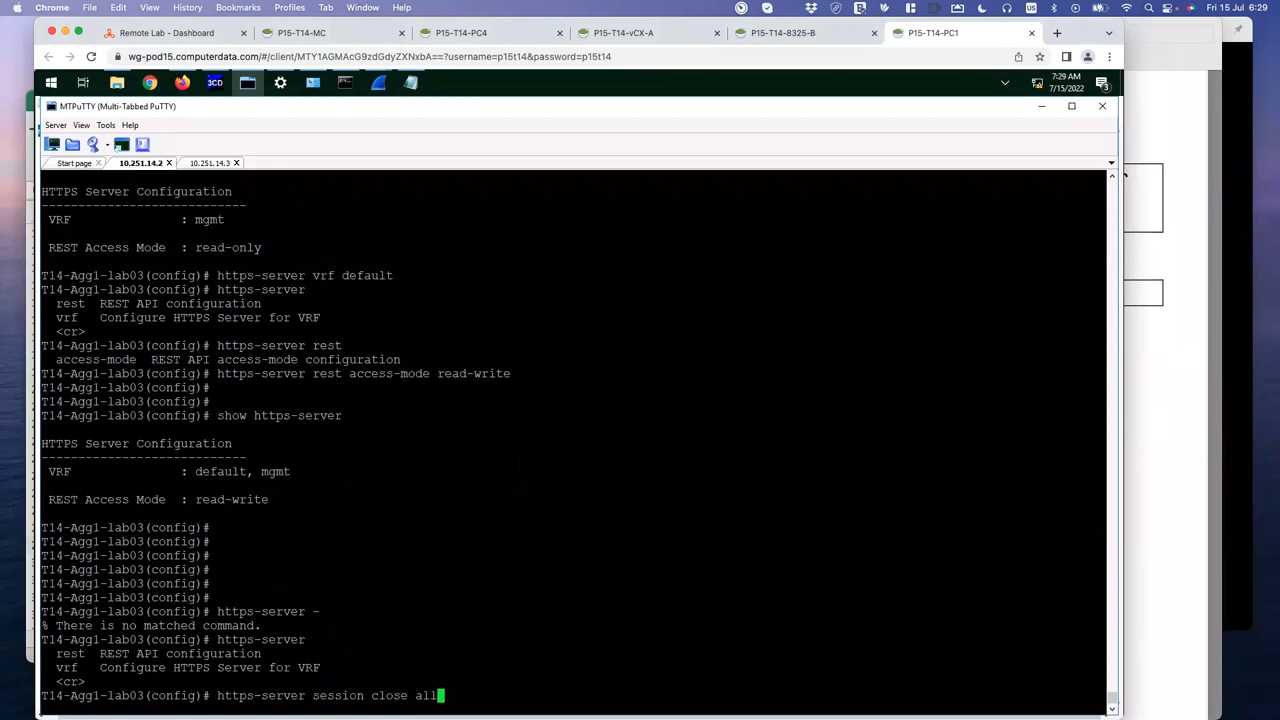 Chrome File Edit View History Bookmarks Profiles Tab Window Help Fri 15 Jul 6:29
Remote Lab - Dashboard P15-T14-MC P15-T14-PC4 P15-T14-vCX-A P15-T14-8325-B P15-T14-PC1
wg-pod15.computerdata.com/#/client/MTY1AGMAcG9zdGdyZXNxbA==?username=p15t14&password=p15t14
3CD
7:29 AM
7/15/2022
3
MTPuTTY (Multi-Tabbed PuTTY)
Server View Tools Help
Start page 10.251.14.2 10.251.14.3
HTTPS Server Configuration
----------------------------
VRF : mgmt
REST Access Mode : read-only
T14-Agg1-lab03(config)# https-server vrf default
T14-Agg1-lab03(config)# https-server
rest REST API configuration
vrf Configure HTTPS Server for VRF
<cr>
T14-Agg1-lab03(config)# https-server rest
access-mode REST API access-mode configuration
T14-Agg1-lab03(config)# https-server rest access-mode read-write
T14-Agg1-lab03(config)#
T14-Agg1-lab03(config)#
T14-Agg1-lab03(config)# show https-server
HTTPS Server Configuration
----------------------------
VRF : default, mgmt
REST Access Mode : read-write
T14-Agg1-lab03(config)#
T14-Agg1-lab03(config)#
T14-Agg1-lab03(config)#
T14-Agg1-lab03(config)#
T14-Agg1-lab03(config)#
T14-Agg1-lab03(config)#
T14-Agg1-lab03(config)# https-server -
% There is no matched command.
T14-Agg1-lab03(config)# https-server
rest REST API configuration
vrf Configure HTTPS Server for VRF
<cr>
T14-Agg1-lab03(config)# https-server session close all